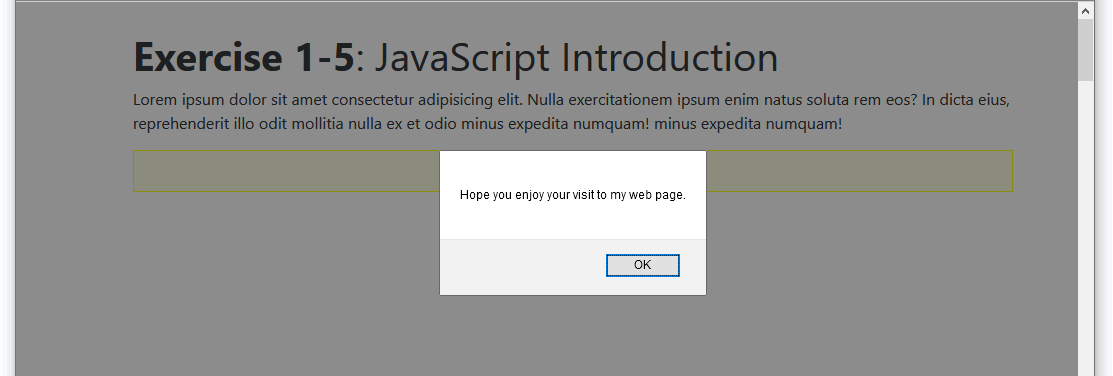 Exercise 1-5: JavaScript Introduction
Lorem ipsum dolor sit amet consectetur adipisicing elit. Nulla exercitationem ipsum enim natus soluta rem eos? In dicta eius,
reprehenderit illo odit mollitia nulla ex et odio minus expedita numquam! minus expedita numquam!
Hope you enjoy your visit to my web page.
OK